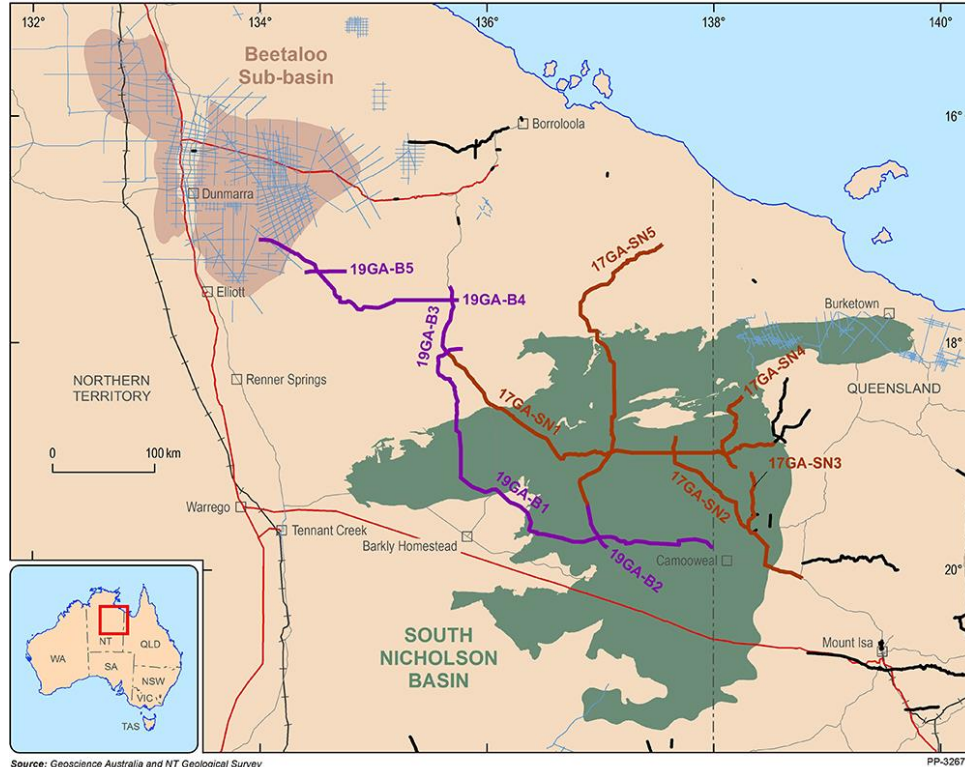 132°
134°
136°
138°
140°
Beetaloo
Sub-basin
16°
Borroloola
Dunmarra
17GA-SN5
19GA-B5
Elliott
19GA-B4
Burketown
19GA-B3
18°
17GA-SN4
NORTHERN
TERRITORY
Renner Springs
QUEENSLAND
17GA-SN1
0
100 km
17GA-SN3
19GA-B1
17GA-SN2
Warrego
Tennant Creek
Barkly Homestead
19GA-B2
Camooweal
20°
SOUTH
NICHOLSON
BASIN
Mount Isa
NT
QLD
WA
SA
NSW
VIC
TAS
Source: Geoscience Australia and NT Geological Survey
PP-3267